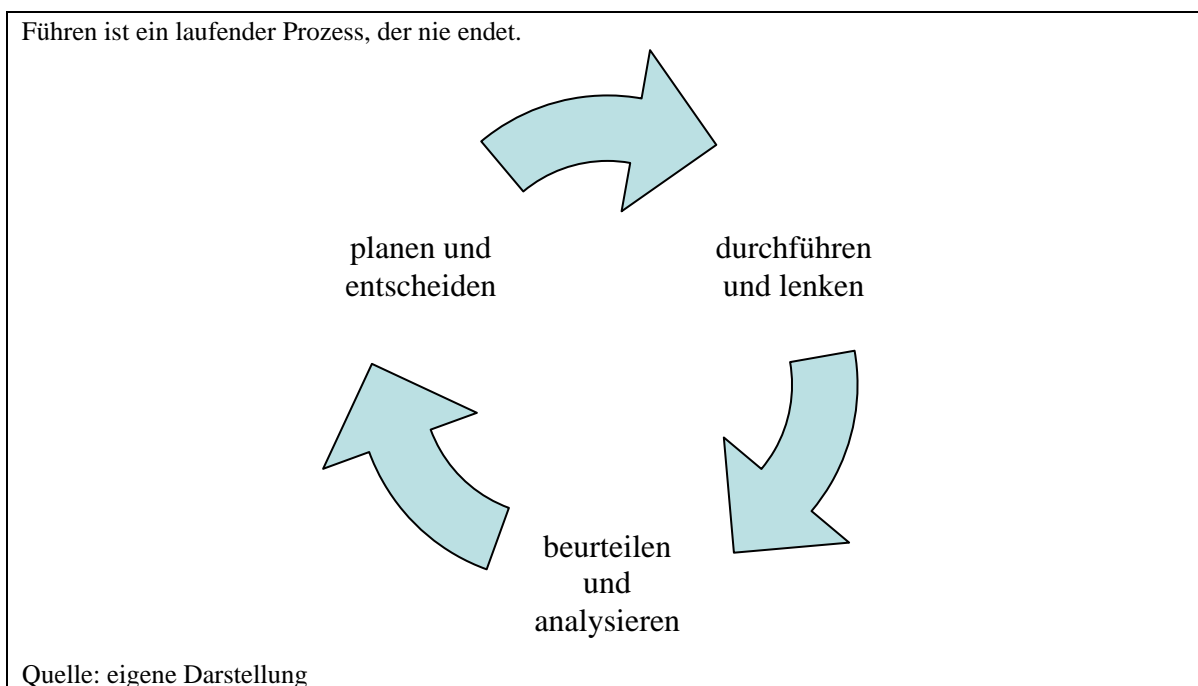 Führen ist ein laufender Prozess, der nie endet.
planen und
entscheiden
durchführen
und lenken
beurteilen
und
analysieren
Quelle: eigene Darstellung